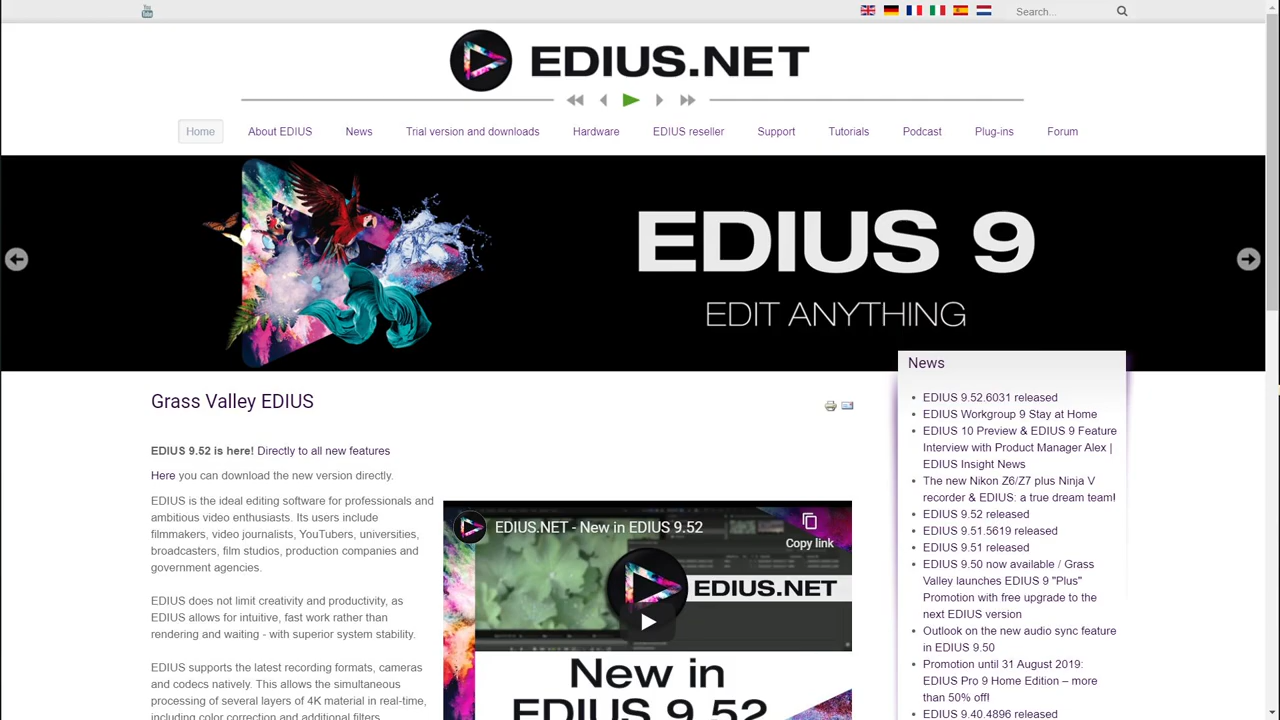 You Tube
Search...
EDIUS.NET
Home
About EDIUS
News
Trial version and downloads
Hardware
EDIUS reseller
Support
Tutorials
Podcast
Plug-ins
Forum
EDIUS 9
EDIT ANYTHING
Grass Valley EDIUS
EDIUS 9.52 is here! Directly to all new features
Here you can download the new version directly.
EDIUS is the ideal editing software for professionals and
ambitious video enthusiasts. Its users include
filmmakers, video journalists, YouTubers, universities,
broadcasters, film studios, production companies and
government agencies.
EDIUS does not limit creativity and productivity, as
EDIUS allows for intuitive, fast work rather than
rendering and waiting - with superior system stability.
EDIUS supports the latest recording formats, cameras
and codecs natively. This allows the simultaneous
processing of several layers of 4K material in real-time,
including color correction and additional filters.
EDIUS.NET - New in EDIUS 9.52
Copy link
EDIUS.NET
New in
EDIUS 9.52
News
EDIUS 9.52.6031 released
EDIUS Workgroup 9 Stay at Home
EDIUS 10 Preview & EDIUS 9 Feature
Interview with Product Manager Alex |
EDIUS Insight News
The new Nikon Z6/Z7 plus Ninja V
recorder & EDIUS: a true dream team!
EDIUS 9.52 released
EDIUS 9.51.5619 released
EDIUS 9.51 released
EDIUS 9.50 now available / Grass
Valley launches EDIUS 9 "Plus"
Promotion with free upgrade to the
next EDIUS version
Outlook on the new audio sync feature
in EDIUS 9.50
Promotion until 31 August 2019:
EDIUS Pro 9 Home Edition – more
than 50% off!
EDIUS 9.40.4896 released